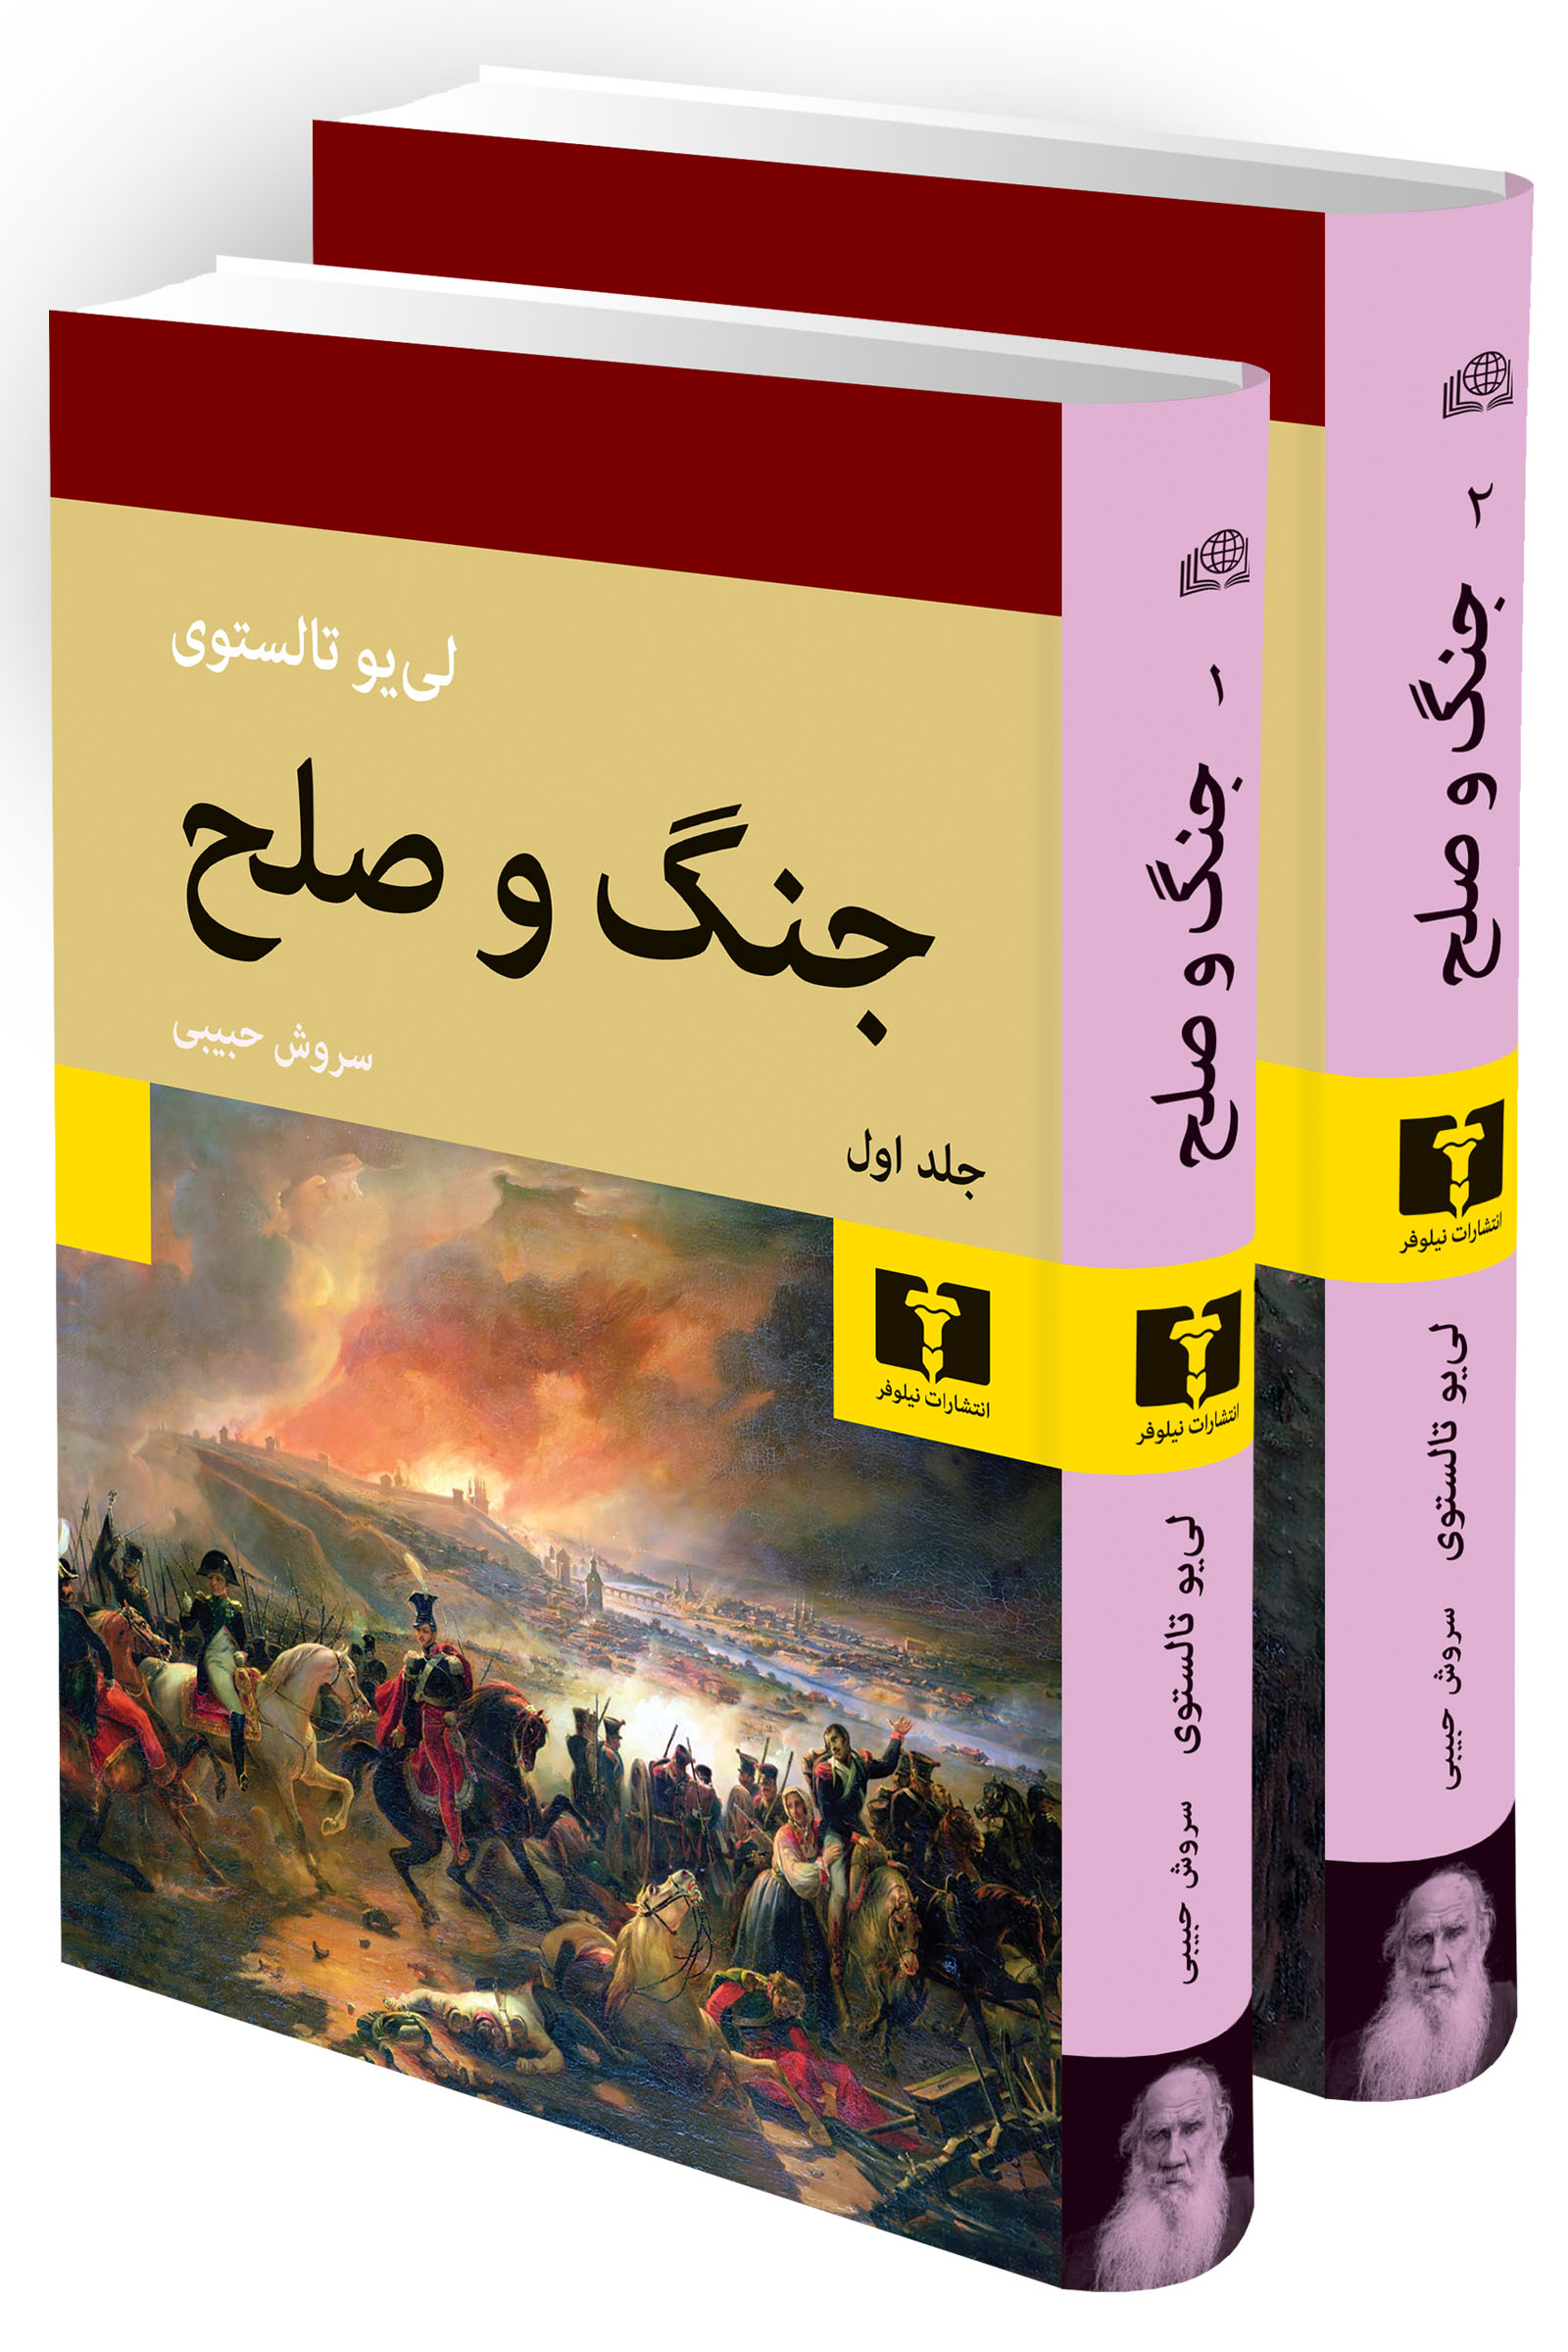 لی‌یو تالستوی
جنگ و صلح
سروش حبیبی
جلد اول
انتشارات نیلوفر
جنگ و صلح ۱
انتشارات نیلوفر
لی‌یو تالستوی سروش حبیبی
جنگ و صلح ۲
انتشارات نیلوفر
لی‌یو تالستوی سروش حبیبی